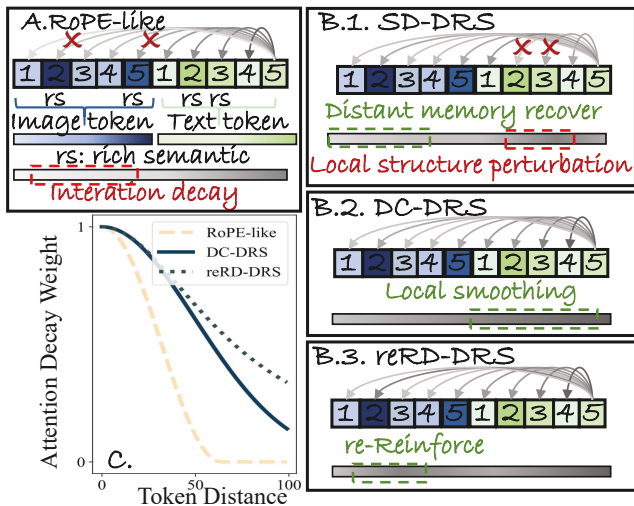 A.RoPE-like
1 2 3 4 5 1 2 3 4 5
rs rs rs rs
Image token Text token
rs: rich semantic
Interation decay
Attention Decay Weight
1
0
RoPE-like
DC-DRS
reRD-DRS
C.
0 50 100
Token Distance
B.1. SD-DRS
1 2 3 4 5 1 2 3 4 5
Distant memory recover
Local structure perturbation
B.2. DC-DRS
1 2 3 4 5 1 2 3 4 5
Local smoothing
B.3. reRD-DRS
1 2 3 4 5 1 2 3 4 5
re-Reinforce